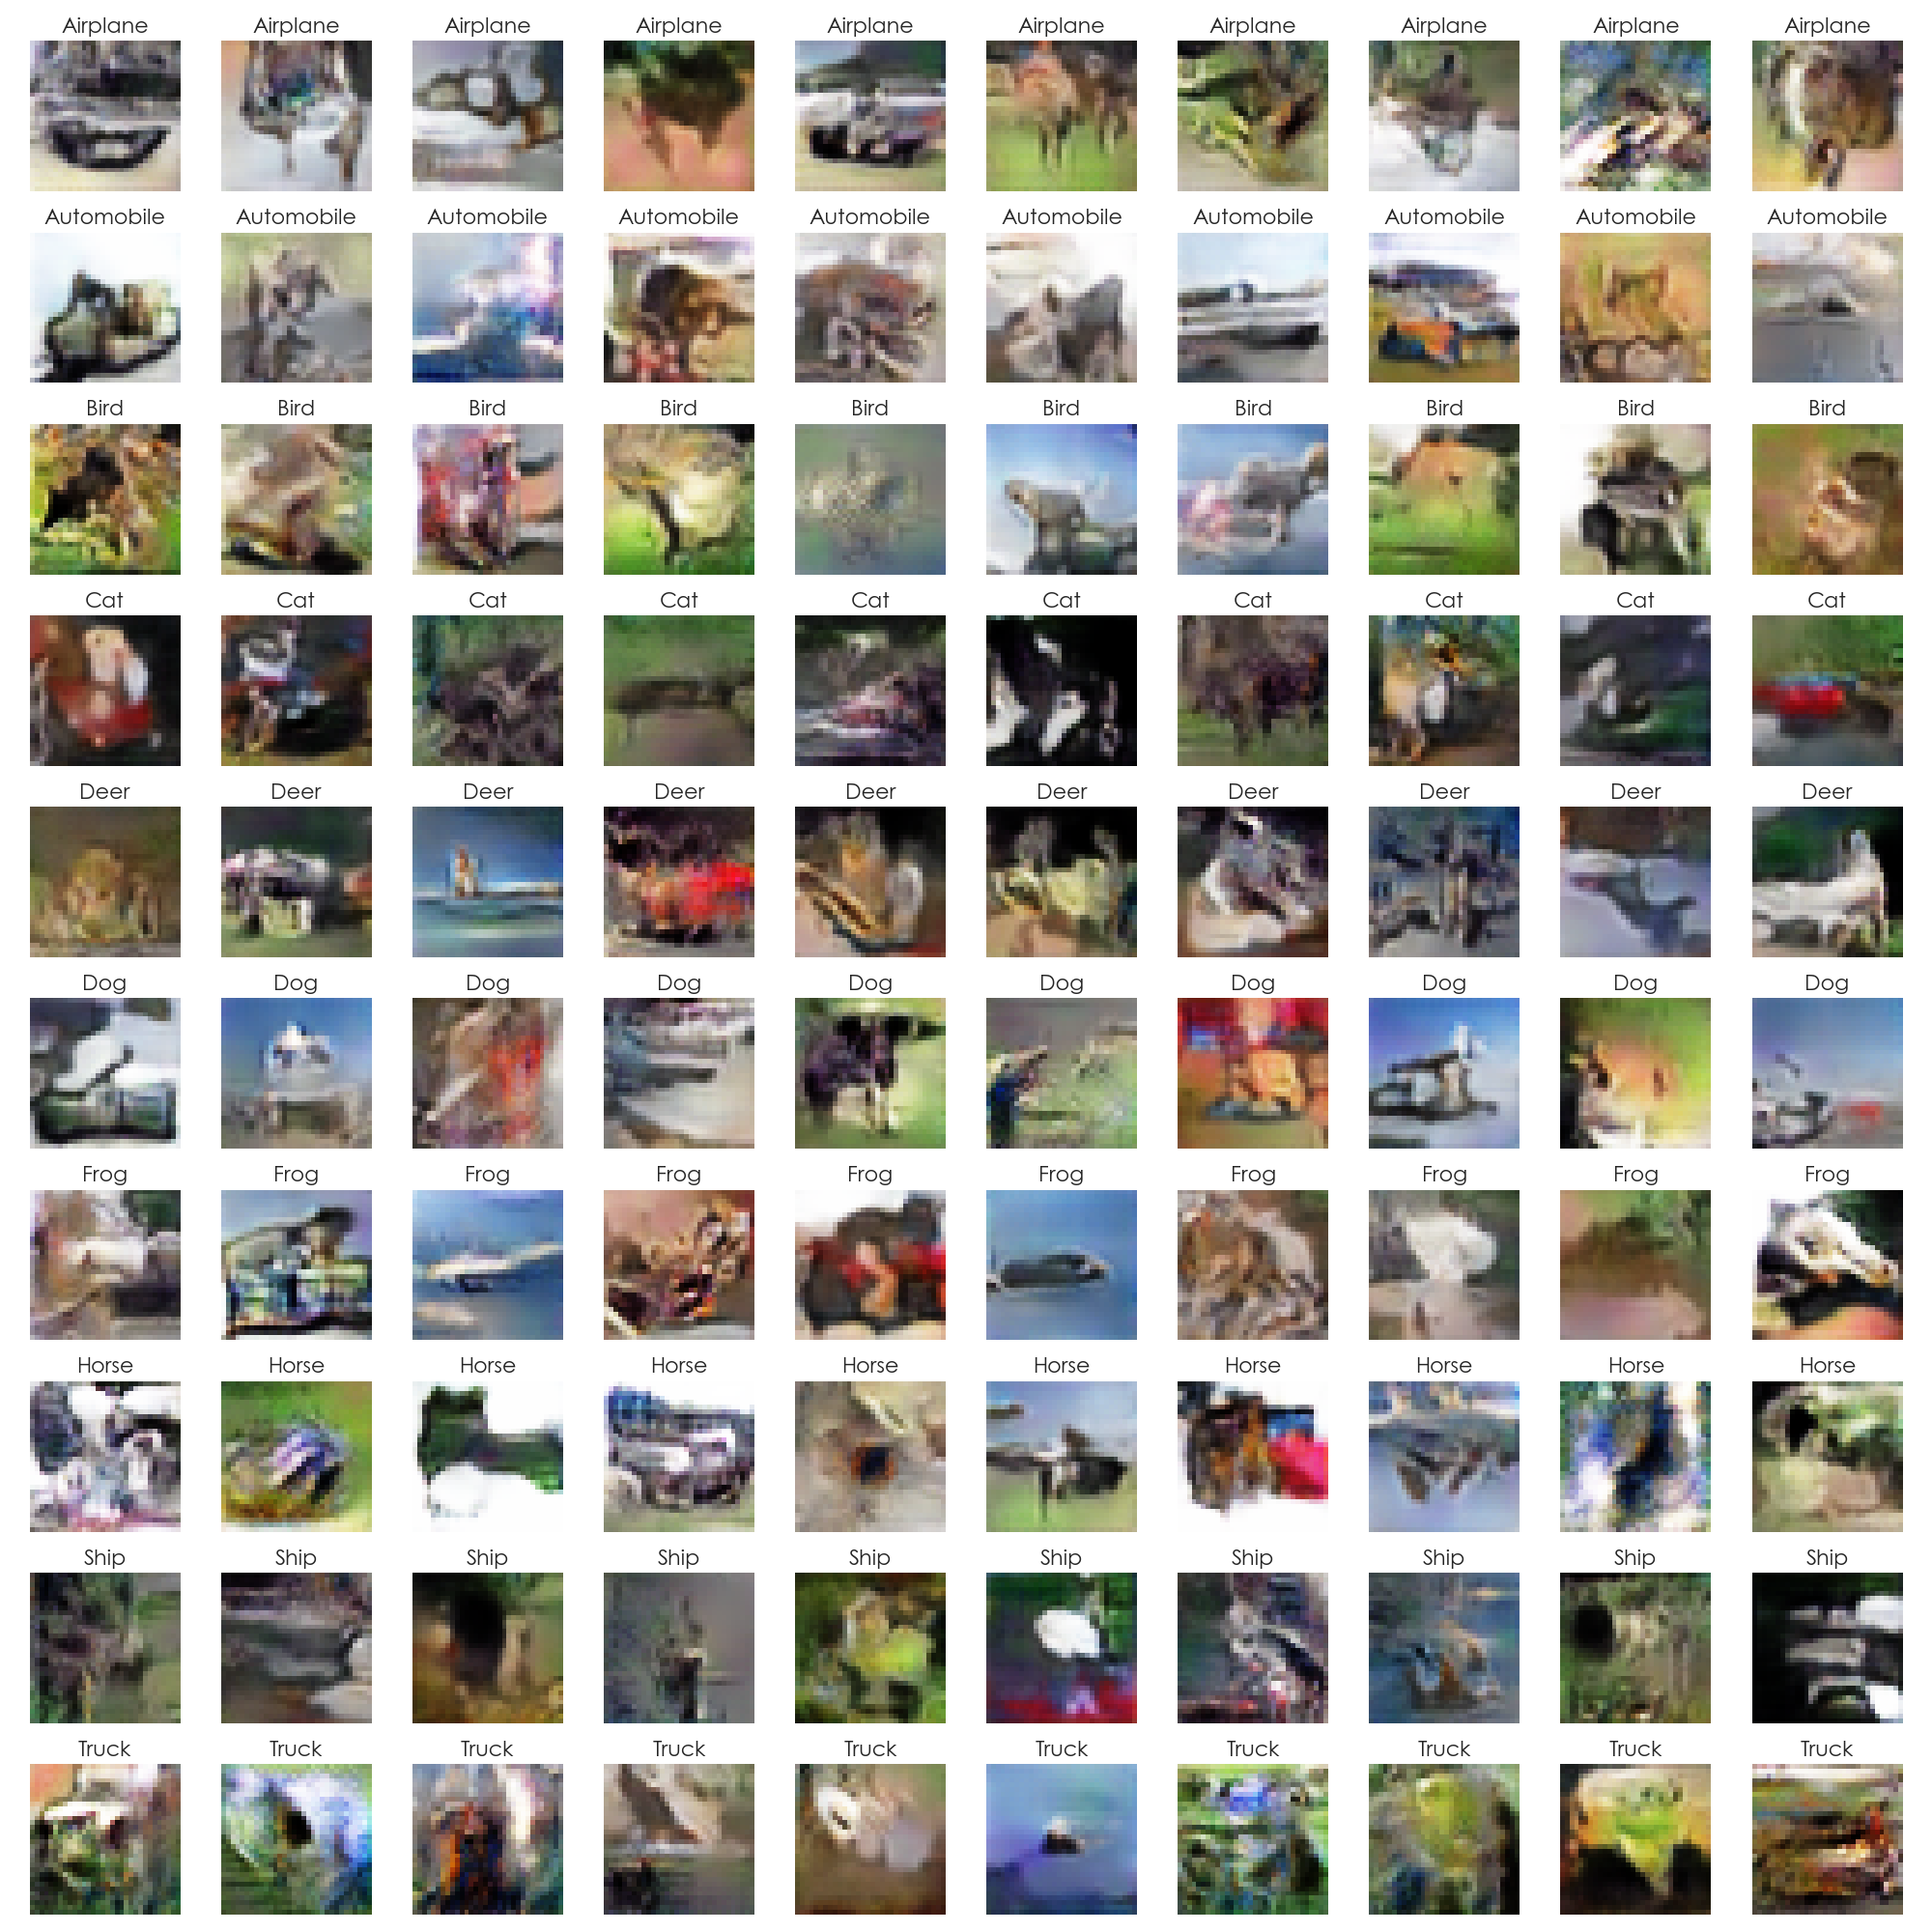 Airplane Airplane Airplane Airplane Airplane Airplane Airplane Airplane Airplane Airplane
Automobile Automobile Automobile Automobile Automobile Automobile Automobile Automobile Automobile Automobile
Bird Bird Bird Bird Bird Bird Bird Bird Bird Bird
Cat Cat Cat Cat Cat Cat Cat Cat Cat Cat
Deer Deer Deer Deer Deer Deer Deer Deer Deer Deer
Dog Dog Dog Dog Dog Dog Dog Dog Dog Dog
Frog Frog Frog Frog Frog Frog Frog Frog Frog Frog
Horse Horse Horse Horse Horse Horse Horse Horse Horse Horse
Ship Ship Ship Ship Ship Ship Ship Ship Ship Ship
Truck Truck Truck Truck Truck Truck Truck Truck Truck Truck